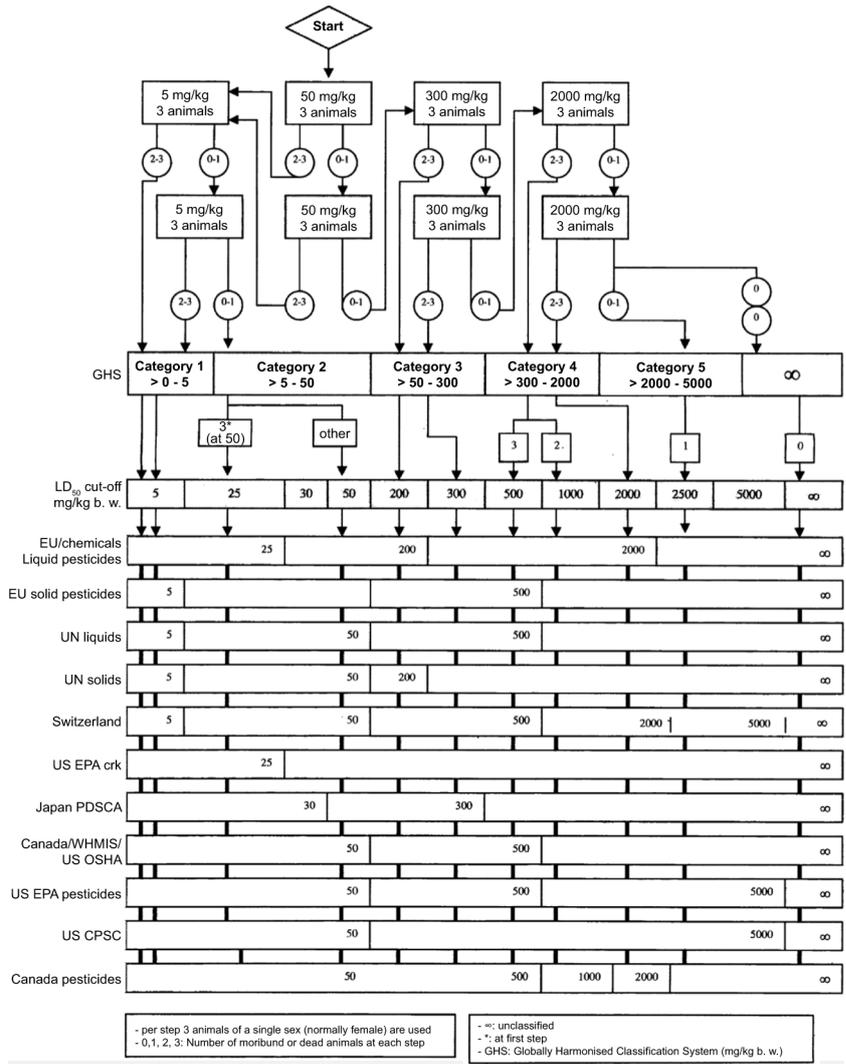 Start
5 mg/kg
3 animals
50 mg/kg
3 animals
300 mg/kg
3 animals
2000 mg/kg
3 animals
2-3
0-1
2-3
0-1
2-3
0-1
2-3
0-1
5 mg/kg
3 animals
50 mg/kg
3 animals
300 mg/kg
3 animals
2000 mg/kg
3 animals
2-3
0-1
2-3
0-1
2-3
0-1
2-3
0-1
0
0
GHS
Category 1
> 0 - 5
Category 2
> 5 - 50
Category 3
> 50 - 300
Category 4
> 300 - 2000
Category 5
> 2000 - 5000
∞
3*
(at 50)
other
3
2.
1
0
LD50 cut-off
mg/kg b. w.
5 25 30 50 200 300 500 1000 2000 2500 5000 ∞
EU/chemicals
Liquid pesticides
25 200 2000 ∞
EU solid pesticides 5 500 ∞
UN liquids 5 50 500 ∞
UN solids 5 50 200 ∞
Switzerland 5 50 500 2000 5000 ∞
US EPA crk 25 ∞
Japan PDSCA 30 300 ∞
Canada/WHMIS/
US OSHA
50 500 ∞
US EPA pesticides 50 500 5000 ∞
US CPSC 50 5000 ∞
Canada pesticides 50 500 1000 2000 ∞
- per step 3 animals of a single sex (normally female) are used
- 0,1, 2, 3: Number of moribund or dead animals at each step
- ∞: unclassified
- *: at first step
- GHS: Globally Harmonised Classification System (mg/kg b. w.)